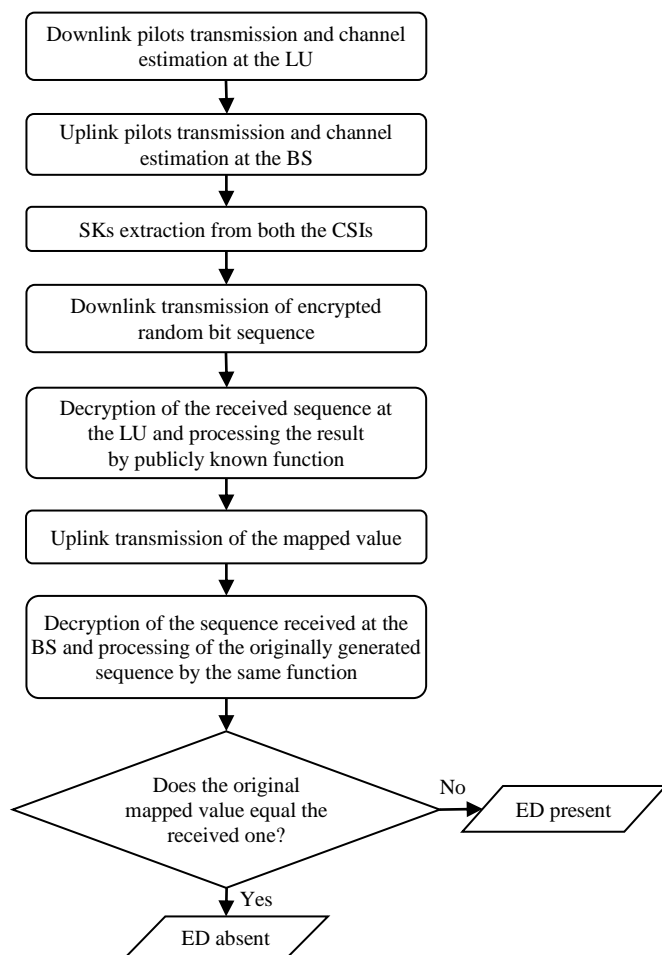 Downlink pilots transmission and channel
estimation at the LU
Uplink pilots transmission and channel
estimation at the BS
SKs extraction from both the CSIs
Downlink transmission of encrypted
random bit sequence
Decryption of the received sequence at
the LU and processing the result
by publicly known function
Uplink transmission of the mapped value
Decryption of the sequence received at the
BS and processing of the originally generated
sequence by the same function
Does the original
mapped value equal the
received one?
No
ED present
Yes
ED absent